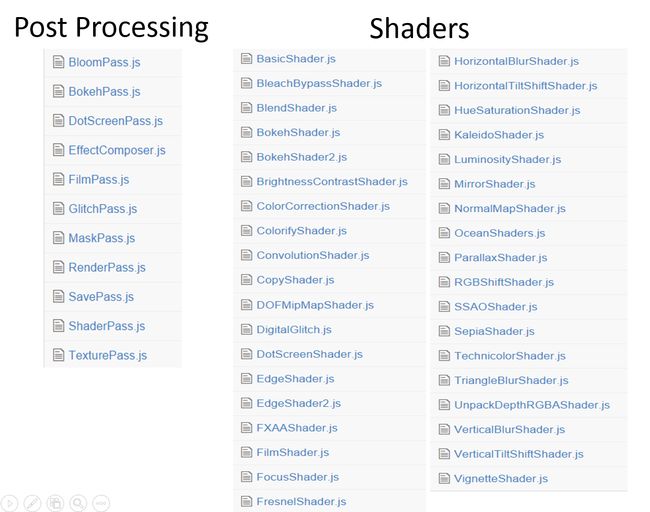 Post Processing
BloomPass.js
BokehPass.js
DotScreenPass.js
EffectComposer.js
FilmPass.js
GlitchPass.js
MaskPass.js
RenderPass.js
SavePass.js
ShaderPass.js
TexturePass.js
Shaders
BasicShader.js
BleachBypassShader.js
BlendShader.js
BokehShader.js
BokehShader2.js
BrightnessContrastShader.js
ColorCorrectionShader.js
ColorifyShader.js
ConvolutionShader.js
CopyShader.js
DOFMipMapShader.js
DigitalGlitch.js
DotScreenShader.js
EdgeShader.js
EdgeShader2.js
FXAAShader.js
FilmShader.js
FocusShader.js
FresnelShader.js
HorizontalBlurShader.js
HorizontalTiltShiftShader.js
HueSaturationShader.js
KaleidoShader.js
LuminosityShader.js
MirrorShader.js
NormalMapShader.js
OceanShaders.js
ParallaxShader.js
RGBShiftShader.js
SSAOShader.js
SepiaShader.js
TechnicolorShader.js
TriangleBlurShader.js
UnpackDepthRGBAShader.js
VerticalBlurShader.js
VerticalTiltShiftShader.js
VignetteShader.js